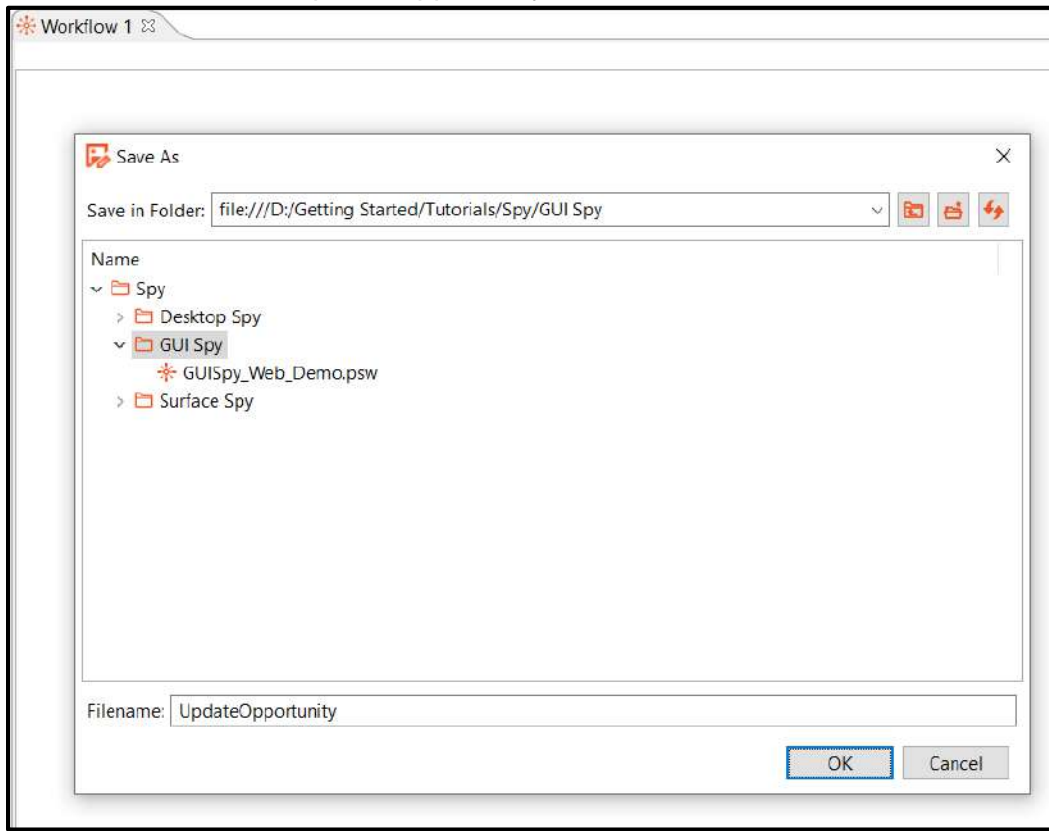 Workflow 1
Save As
Save in Folder: file:///D:/Getting Started/Tutorials/Spy/GUI Spy
Name
Spy
Desktop Spy
GUI Spy
GUISpy_Web_Demo.psw
Surface Spy
Filename: UpdateOpportunity
OK Cancel